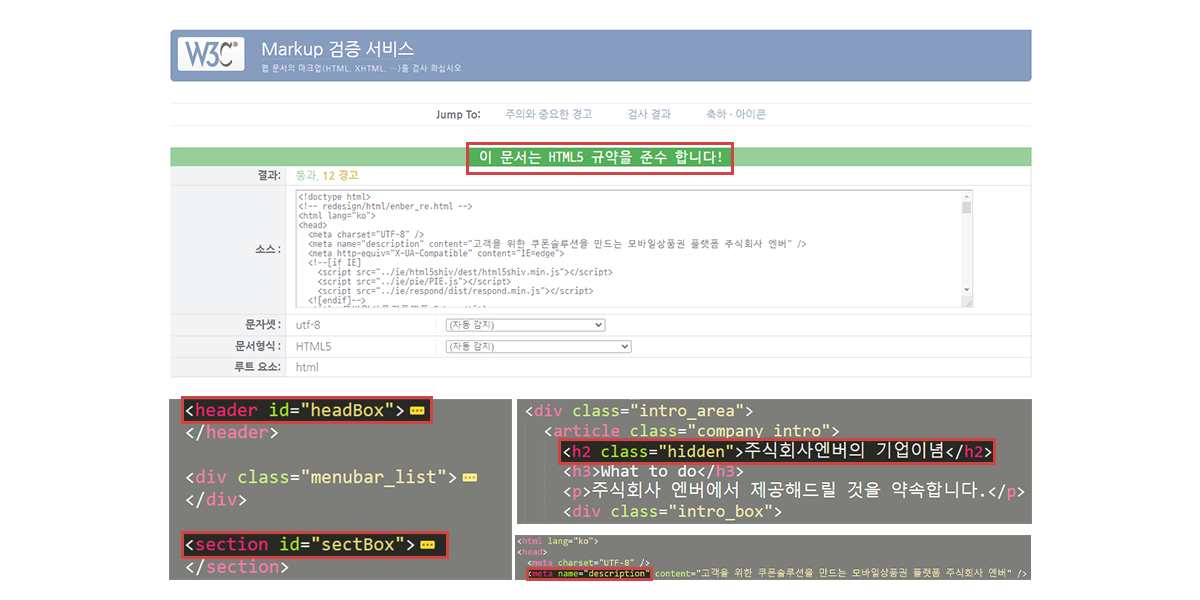 W3C®
Markup 검증 서비스
웹 문서의 마크업(HTML, XHTML, …)을 검사 하십시오
Jump To: 주의와 중요한 경고 검사 결과 축하 · 아이콘
이 문서는 HTML5 규약을 준수 합니다!
결과: 통과, 12 경고
소스 :
<!doctype html>
<!-- redesign/html/enber_re.html -->
<html lang="ko">
<head>
<meta charset="UTF-8" />
<meta name="description" content="고객을 위한 쿠폰솔루션을 만드는 모바일상품권 플랫폼 주식회사 엔버" />
<meta http-equiv="X-UA-Compatible" content="IE=edge">
<!--[if IE]
<script src="../ie/html5shiv/dest/html5shiv.min.js"></script>
<script src="../ie/pie/PIE.js"></script>
<script src="../ie/respond/dist/respond.min.js"></script>
<![endif]-->
문자셋 : utf-8 (자동 감지)
문서형식 : HTML5 (자동 감지)
루트 요소: html
<header id="headBox">
</header>
<div class="menubar_list">
</div>
<section id="sectBox">
</section>
<div class="intro_area">
<article class="company_intro">
<h2 class="hidden">주식회사엔버의 기업이념</h2>
<h3>What to do</h3>
<p>주식회사 엔버에서 제공해드릴 것을 약속합니다.</p>
<div class="intro_box">
<html lang="ko">
<head>
<meta charset="UTF-8" />
<meta name="description" content="고객을 위한 쿠폰솔루션을 만드는 모바일상품권 플랫폼 주식회사 엔버" />